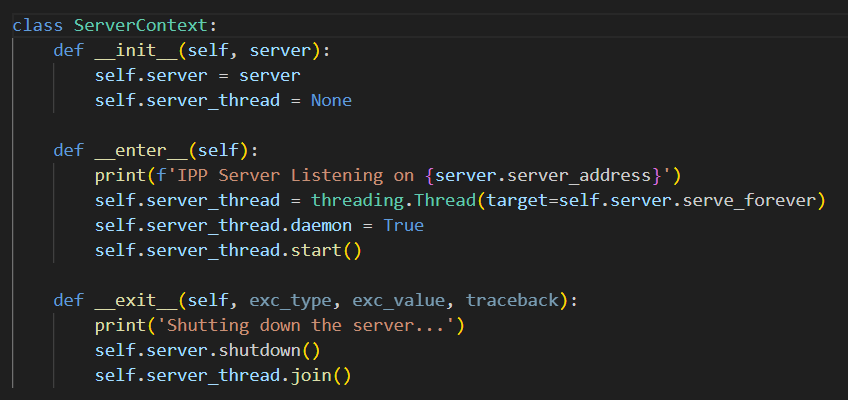 class ServerContext:
    def __init__(self, server):
        self.server = server
        self.server_thread = None

    def __enter__(self):
        print(f'IPP Server Listening on {server.server_address}')
        self.server_thread = threading.Thread(target=self.server.serve_forever)
        self.server_thread.daemon = True
        self.server_thread.start()

    def __exit__(self, exc_type, exc_value, traceback):
        print('Shutting down the server...')
        self.server.shutdown()
        self.server_thread.join()